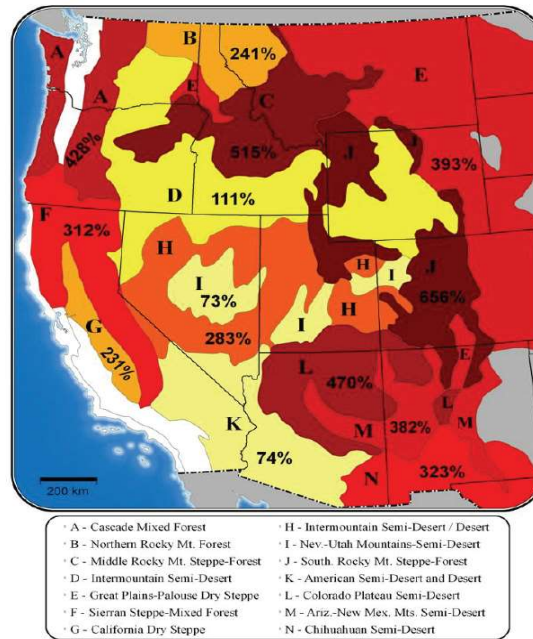 A
B
241%
E
A
E
C
428%
515%
J
J
393%
D
111%
F
312%
H
H
I
J
I
73%
656%
G
231%
283%
I
H
L
470%
E
L
K
M
382%
M
74%
N
323%
200 km
A - Cascade Mixed Forest
B - Northern Rocky Mt. Forest
C - Middle Rocky Mt. Steppe-Forest
D - Intermountain Semi-Desert
E - Great Plains-Palouse Dry Steppe
F - Sierran Steppe-Mixed Forest
G - California Dry Steppe
H - Intermountain Semi-Desert / Desert
I - Nev.-Utah Mountains-Semi-Desert
J - South. Rocky Mt. Steppe-Forest
K - American Semi-Desert and Desert
L - Colorado Plateau Semi-Desert
M - Ariz.-New Mex. Mts. Semi-Desert
N - Chihuahuan Semi-Desert